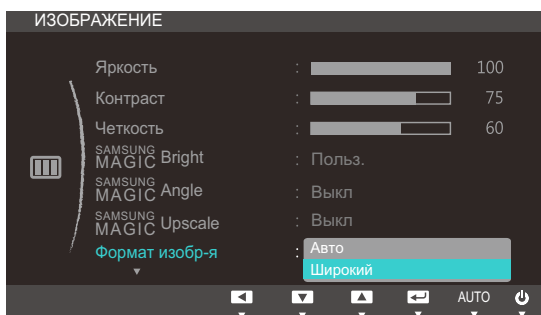 ИЗОБРАЖЕНИЕ
Яркость : 100
Контраст : 75
Четкость : 60
SAMSUNG MAGIC Bright : Польз.
SAMSUNG MAGIC Angle : Выкл
SAMSUNG MAGIC Upscale : Выкл
Формат изобр-я : Авто
Широкий
AUTO